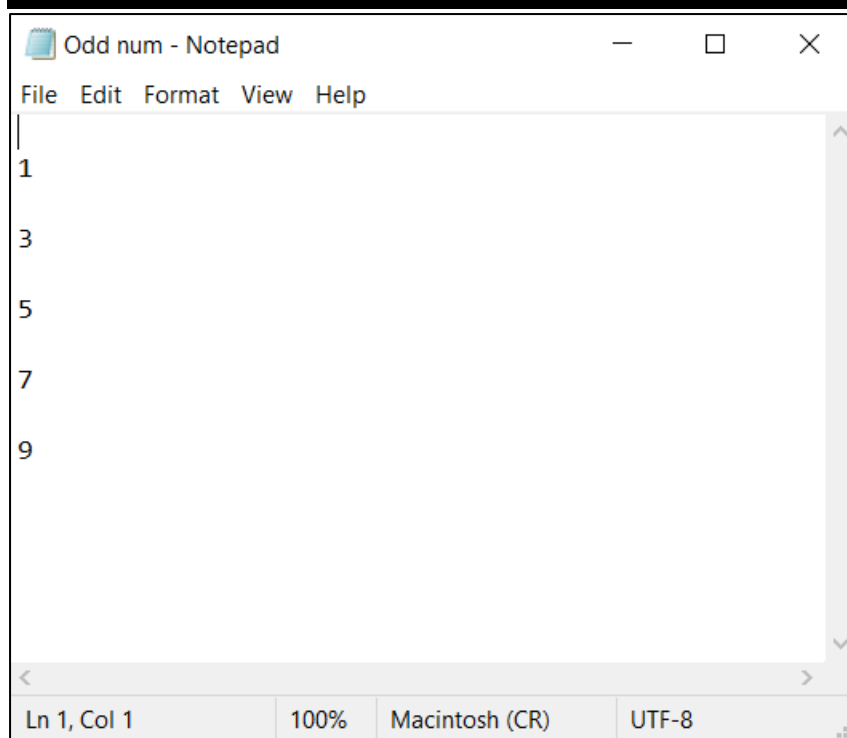 Odd num - Notepad
File Edit Format View Help
1
3
5
7
9
Ln 1, Col 1 100% Macintosh (CR) UTF-8